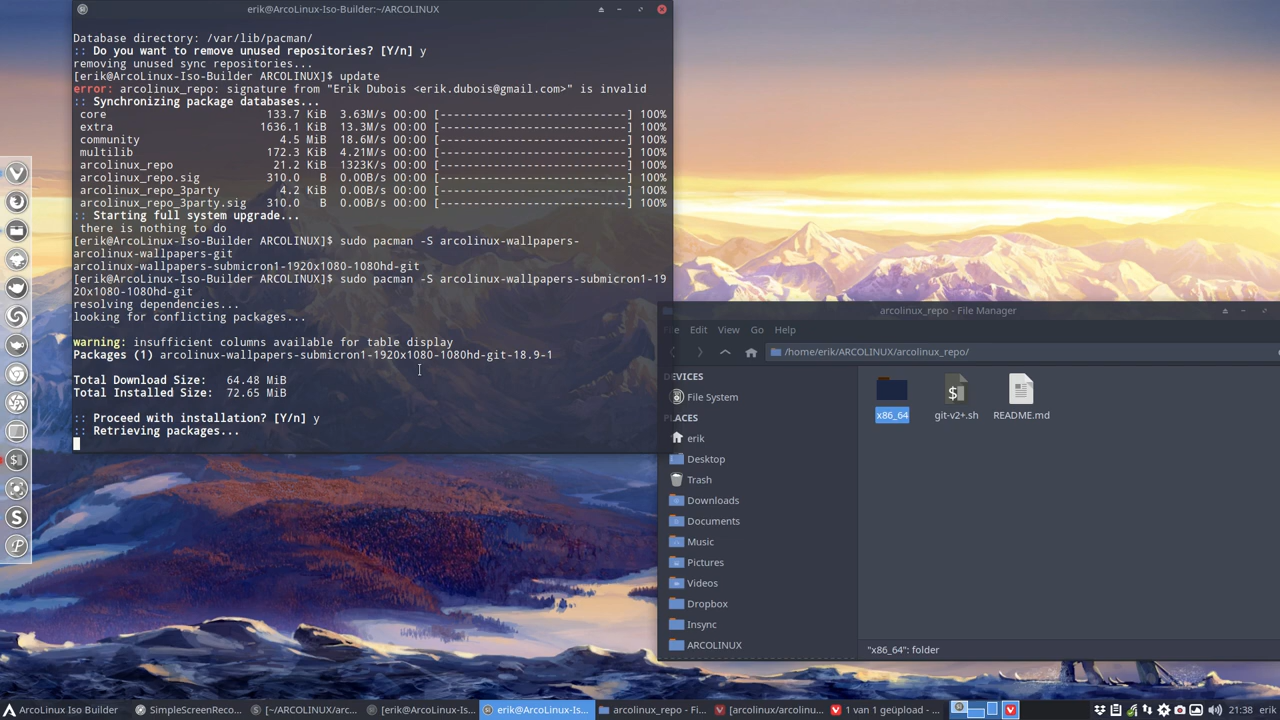 erik@ArcoLinux-Iso-Builder:~/ARCOLINUX
Database directory: /var/lib/pacman/
:: Do you want to remove unused repositories? [Y/n] y
removing unused sync repositories...
[erik@ArcoLinux-Iso-Builder ARCOLINUX]$ update
error: arcolinux_repo: signature from "Erik Dubois <erik.dubois@gmail.com>" is invalid
:: Synchronizing package databases...
core 133.7 KiB 3.63M/s 00:00 [----------------------------] 100%
extra 1636.1 KiB 13.3M/s 00:00 [----------------------------] 100%
community 4.5 MiB 18.6M/s 00:00 [----------------------------] 100%
multilib 172.3 KiB 4.21M/s 00:00 [----------------------------] 100%
arcolinux_repo 21.2 KiB 1323K/s 00:00 [----------------------------] 100%
arcolinux_repo.sig 310.0 B 0.00B/s 00:00 [----------------------------] 100%
arcolinux_repo_3party 4.2 KiB 0.00B/s 00:00 [----------------------------] 100%
arcolinux_repo_3party.sig 310.0 B 0.00B/s 00:00 [----------------------------] 100%
:: Starting full system upgrade...
there is nothing to do
[erik@ArcoLinux-Iso-Builder ARCOLINUX]$ sudo pacman -S arcolinux-wallpapers-
arcolinux-wallpapers-git
arcolinux-wallpapers-submicron1-1920x1080-1080hd-git
[erik@ArcoLinux-Iso-Builder ARCOLINUX]$ sudo pacman -S arcolinux-wallpapers-submicron1-19
20x1080-1080hd-git
resolving dependencies...
looking for conflicting packages...
warning: insufficient columns available for table display
Packages (1) arcolinux-wallpapers-submicron1-1920x1080-1080hd-git-18.9-1
Total Download Size: 64.48 MiB
Total Installed Size: 72.65 MiB
:: Proceed with installation? [Y/n] y
:: Retrieving packages...
arcolinux_repo - File Manager
File Edit View Go Help
/home/erik/ARCOLINUX/arcolinux_repo/
DEVICES
File System
PLACES
erik
Desktop
Trash
Downloads
Documents
Music
Pictures
Videos
Dropbox
Insync
ARCOLINUX
x86_64
git-v2+.sh
README.md
"x86_64": folder
ArcoLinux Iso Builder
SimpleScreenReco...
[~/ARCOLINUX/arc...
[erik@ArcoLinux-Is...
erik@ArcoLinux-Is...
arcolinux_repo - Fi...
[arcolinux/arcolinu...
1 van 1 geüpload - ...
21:38
erik